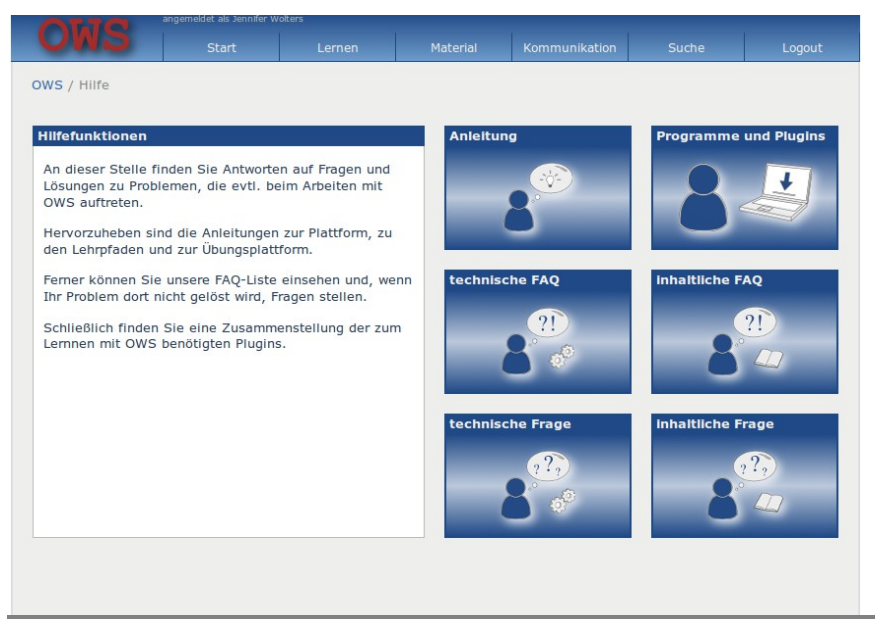 OWS
angemeldet als Jennifer Wolters
Start Lernen Material Kommunikation Suche Logout
OWS / Hilfe
Hilfefunktionen
An dieser Stelle finden Sie Antworten auf Fragen und
Lösungen zu Problemen, die evtl. beim Arbeiten mit
OWS auftreten.
Hervorzuheben sind die Anleitungen zur Plattform, zu
den Lehrpfaden und zur Übungsplattform.
Ferner können Sie unsere FAQ-Liste einsehen und, wenn
Ihr Problem dort nicht gelöst wird, Fragen stellen.
Schließlich finden Sie eine Zusammenstellung der zum
Lernnen mit OWS benötigten Plugins.
Anleitung
Programme und Plugins
technische FAQ
?!
inhaltliche FAQ
?!
technische Frage
???
inhaltliche Frage
???